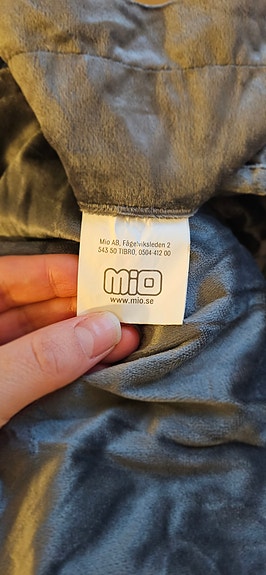 Mio AB, Fågelviksleden 2
543 50 TIBRO, 0504-412 00
MIO
www.mio.se